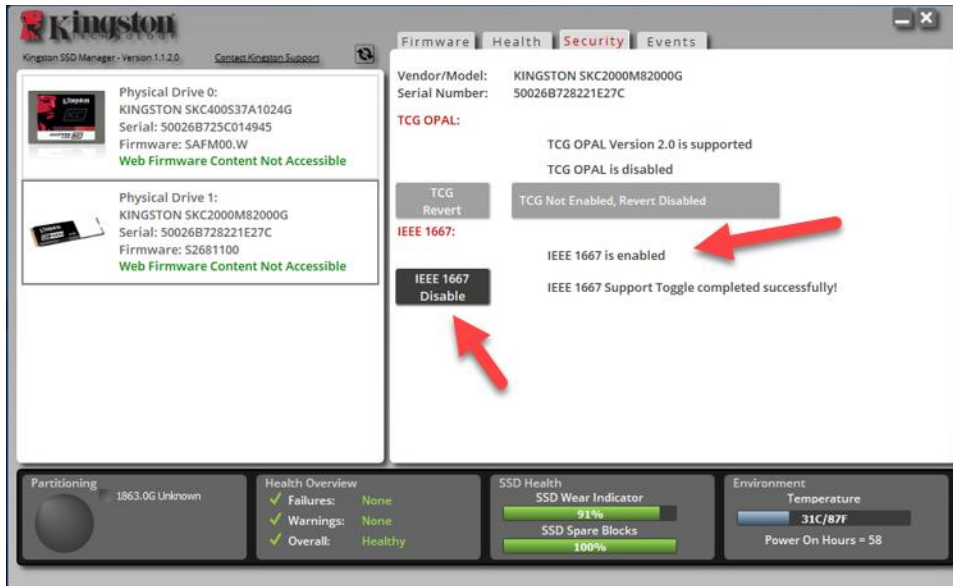 Kingston
TECHNOLOGY
Kingston SSD Manager - Version 1.1.2.0 Contact Kingston Support
Firmware Health Security Events
Physical Drive 0:
KINGSTON SKC400S37A1024G
Serial: 50026B725C014945
Firmware: SAFM00.W
Web Firmware Content Not Accessible
Physical Drive 1:
KINGSTON SKC2000M82000G
Serial: 50026B728221E27C
Firmware: S2681100
Web Firmware Content Not Accessible
Vendor/Model: KINGSTON SKC2000M82000G
Serial Number: 50026B728221E27C
TCG OPAL:
TCG OPAL Version 2.0 is supported
TCG OPAL is disabled
TCG
Revert
TCG Not Enabled, Revert Disabled
IEEE 1667:
IEEE 1667 is enabled
IEEE 1667
Disable
IEEE 1667 Support Toggle completed successfully!
Partitioning
1863.0G Unknown
Health Overview
Failures: None
Warnings: None
Overall: Healthy
SSD Health
SSD Wear Indicator
91%
SSD Spare Blocks
100%
Environment
Temperature
31C/87F
Power On Hours = 58